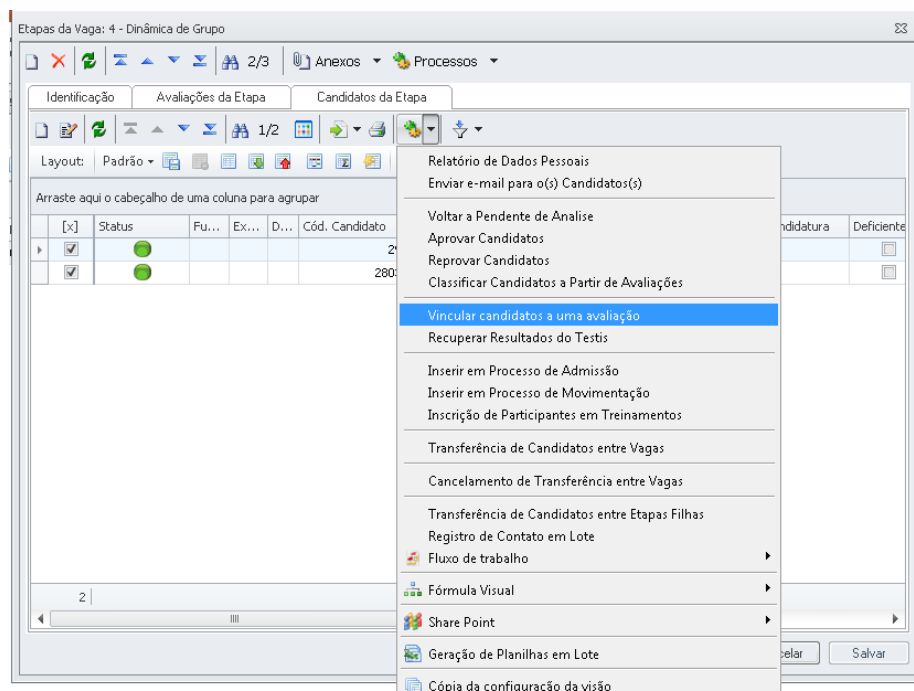 Etapas da Vaga: 4 - Dinâmica de Grupo
2/3 Anexos Processos
Identificação Avaliações da Etapa Candidatos da Etapa
1/2
Layout: Padrão
Arraste aqui o cabeçalho de uma coluna para agrupar
[x] Status Fu... Ex... D... Cód. Candidato ndidatura Deficiente
29
280
2
Relatório de Dados Pessoais
Enviar e-mail para o(s) Candidatos(s)
Voltar a Pendente de Analise
Aprovar Candidatos
Reprovar Candidatos
Classificar Candidatos a Partir de Avaliações
Vincular candidatos a uma avaliação
Recuperar Resultados do Testis
Inserir em Processo de Admissão
Inserir em Processo de Movimentação
Inscrição de Participantes em Treinamentos
Transferência de Candidatos entre Vagas
Cancelamento de Transferência entre Vagas
Transferência de Candidatos entre Etapas Filhas
Registro de Contato em Lote
Fluxo de trabalho
Fórmula Visual
Share Point
Geração de Planilhas em Lote
Cópia da configuração da visão
celar Salvar